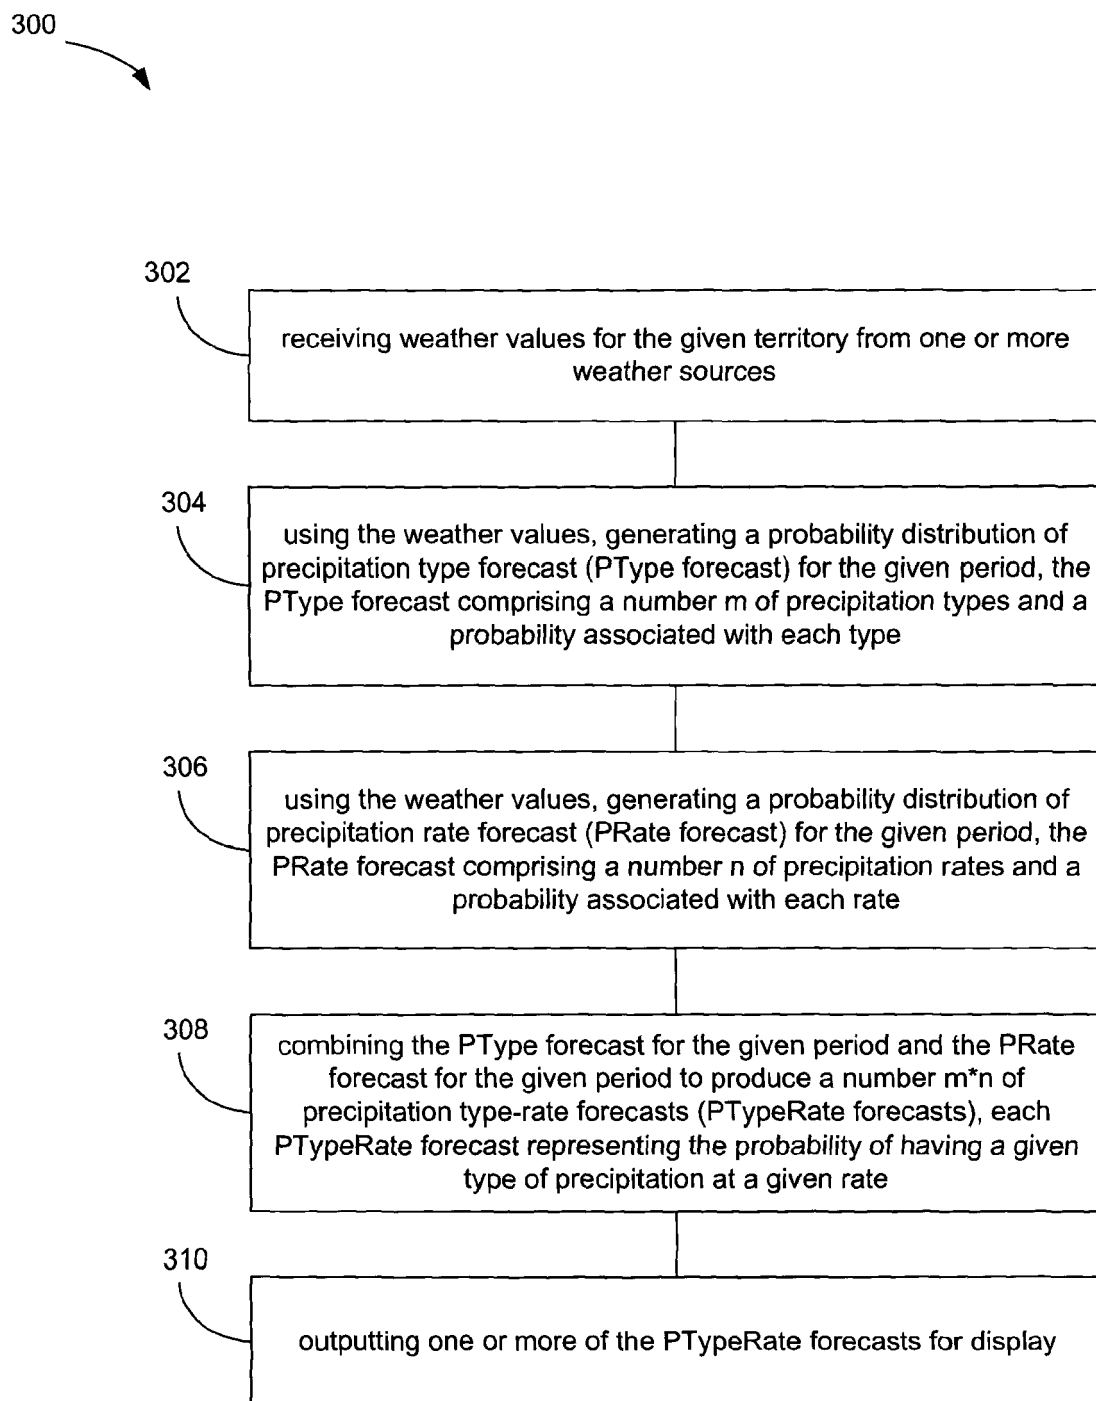 300
302
receiving weather values for the given territory from one or more
weather sources
304
using the weather values, generating a probability distribution of
precipitation type forecast (PType forecast) for the given period, the
PType forecast comprising a number m of precipitation types and a
probability associated with each type
306
using the weather values, generating a probability distribution of
precipitation rate forecast (PRate forecast) for the given period, the
PRate forecast comprising a number n of precipitation rates and a
probability associated with each rate
308
combining the PType forecast for the given period and the PRate
forecast for the given period to produce a number m*n of
precipitation type-rate forecasts (PTypeRate forecasts), each
PTypeRate forecast representing the probability of having a given
type of precipitation at a given rate
310
outputting one or more of the PTypeRate forecasts for display